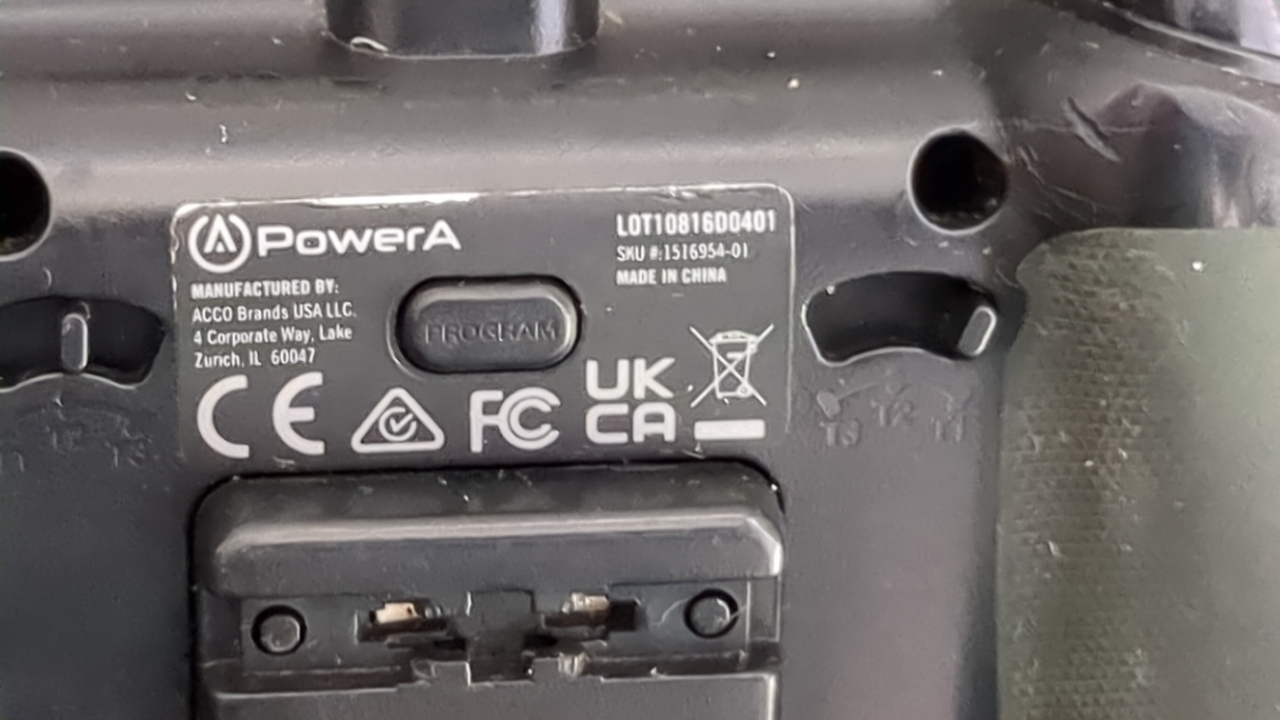 PowerA
LOT10816D0401
SKU #:1516954-01
MADE IN CHINA
MANUFACTURED BY:
ACCO Brands USA LLC.
4 Corporate Way, Lake
Zurich, IL 60047
PROGRAM
CE
FC
UK
CA